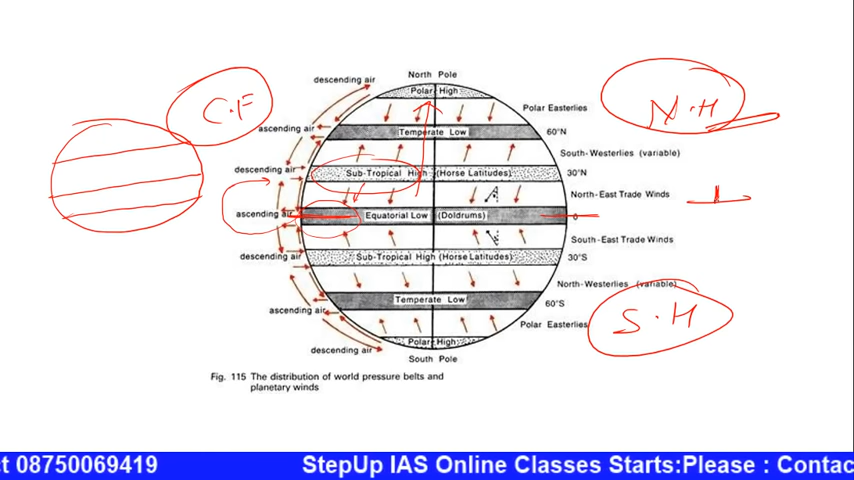 North Pole
descending air
Polar High
C.F
N.H
Polar Easterlies
ascending air
Temperate Low
60°N
South-Westerlies (variable)
descending air
Sub-Tropical High (Horse Latitudes)
30°N
North-East Trade Winds
ascending air
Equatorial Low (Doldrums)
0
South-East Trade Winds
descending air
Sub-Tropical High (Horse Latitudes)
30°S
North-Westerlies (variable)
ascending air
Temperate Low
60°S
Polar Easterlies
S.H
descending air
Polar High
South Pole
Fig. 115 The distribution of world pressure belts and
planetary winds
ct 08750069419 StepUp IAS Online Classes Starts:Please : Contac